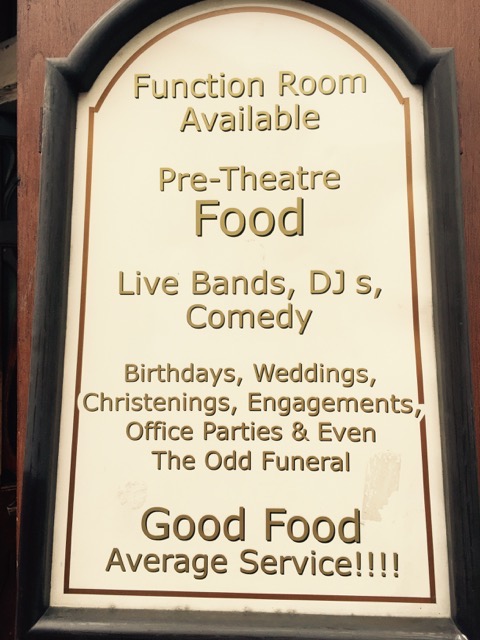 Function Room
Available
Pre-Theatre
Food
Live Bands, DJ s,
Comedy
Birthdays, Weddings,
Christenings, Engagements,
Office Parties & Even
The Odd Funeral
Good Food
Average Service!!!!